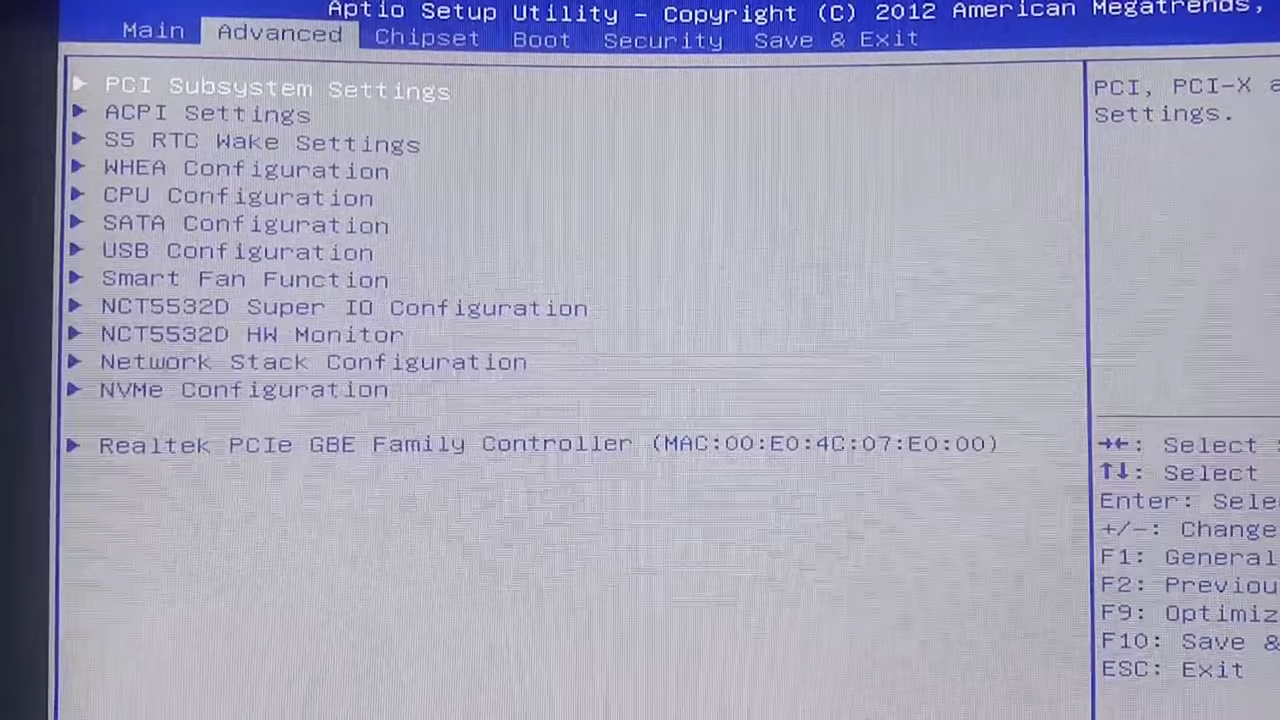 Aptio Setup Utility – Copyright (C) 2012 American Megatrends,
Main Advanced Chipset Boot Security Save & Exit
PCI Subsystem Settings
ACPI Settings
S5 RTC Wake Settings
WHEA Configuration
CPU Configuration
SATA Configuration
USB Configuration
Smart Fan Function
NCT5532D Super IO Configuration
NCT5532D HW Monitor
Network Stack Configuration
NVMe Configuration
Realtek PCIe GBE Family Controller (MAC:00:E0:4C:07:E0:00)
PCI, PCI-X
Settings.
→←: Select
↑↓: Select
Enter: Sele
+/-: Change
F1: General
F2: Previou
F9: Optimiz
F10: Save &
ESC: Exit